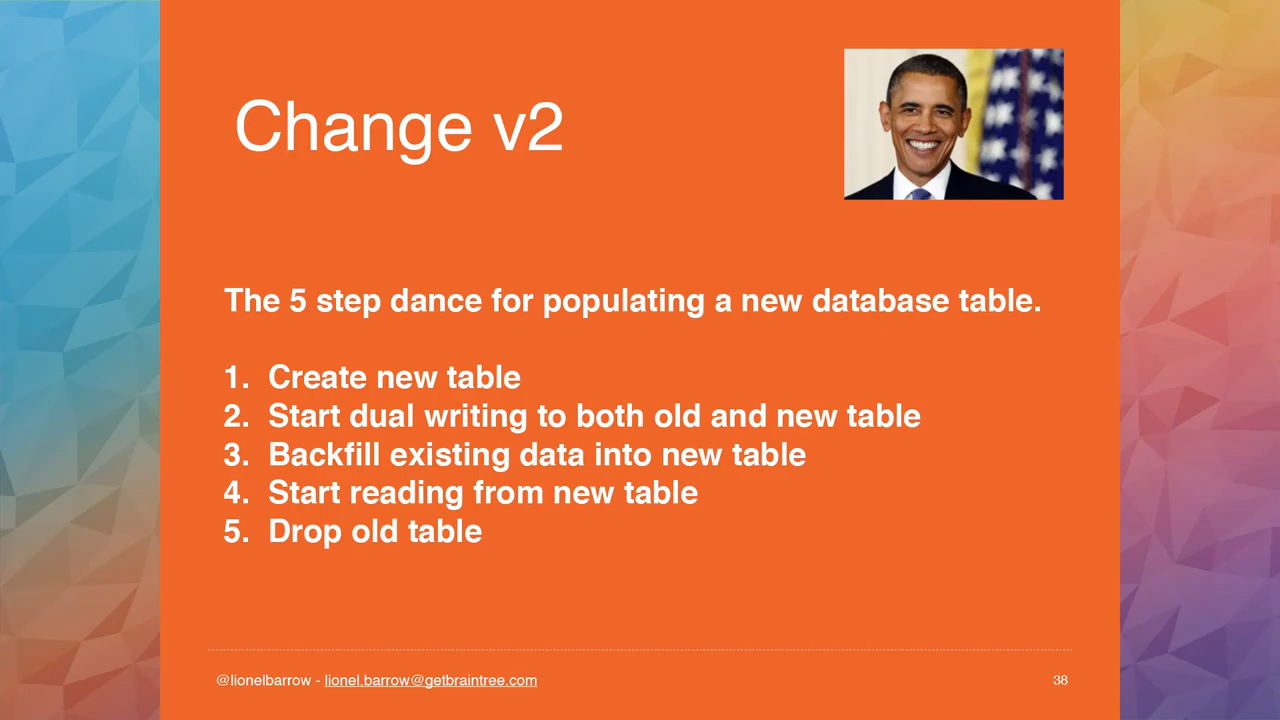 Change v2
The 5 step dance for populating a new database table.
1. Create new table
2. Start dual writing to both old and new table
3. Backfill existing data into new table
4. Start reading from new table
5. Drop old table
@lionelbarrow - lionel.barrow@getbraintree.com
38